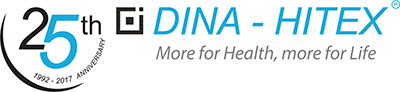 25th
1992 - 2017 ANNIVERSARY
DINA - HITEX®
More for Health, more for Life